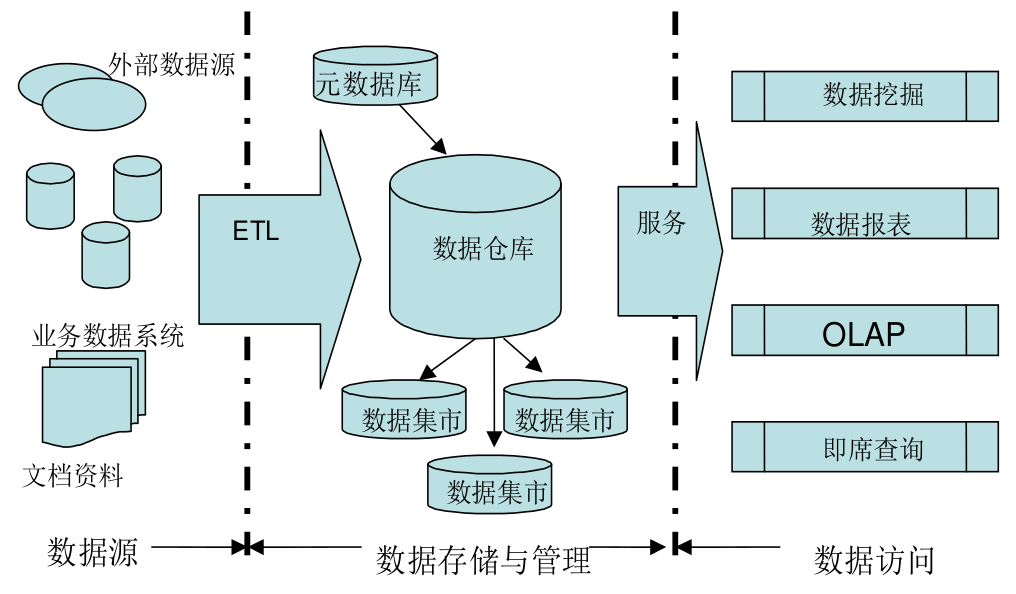 外部数据源
业务数据系统
文档资料
ETL
元数据库
数据仓库
数据集市
数据集市
数据集市
服务
数据挖掘
数据报表
OLAP
即席查询
数据源
数据存储与管理
数据访问